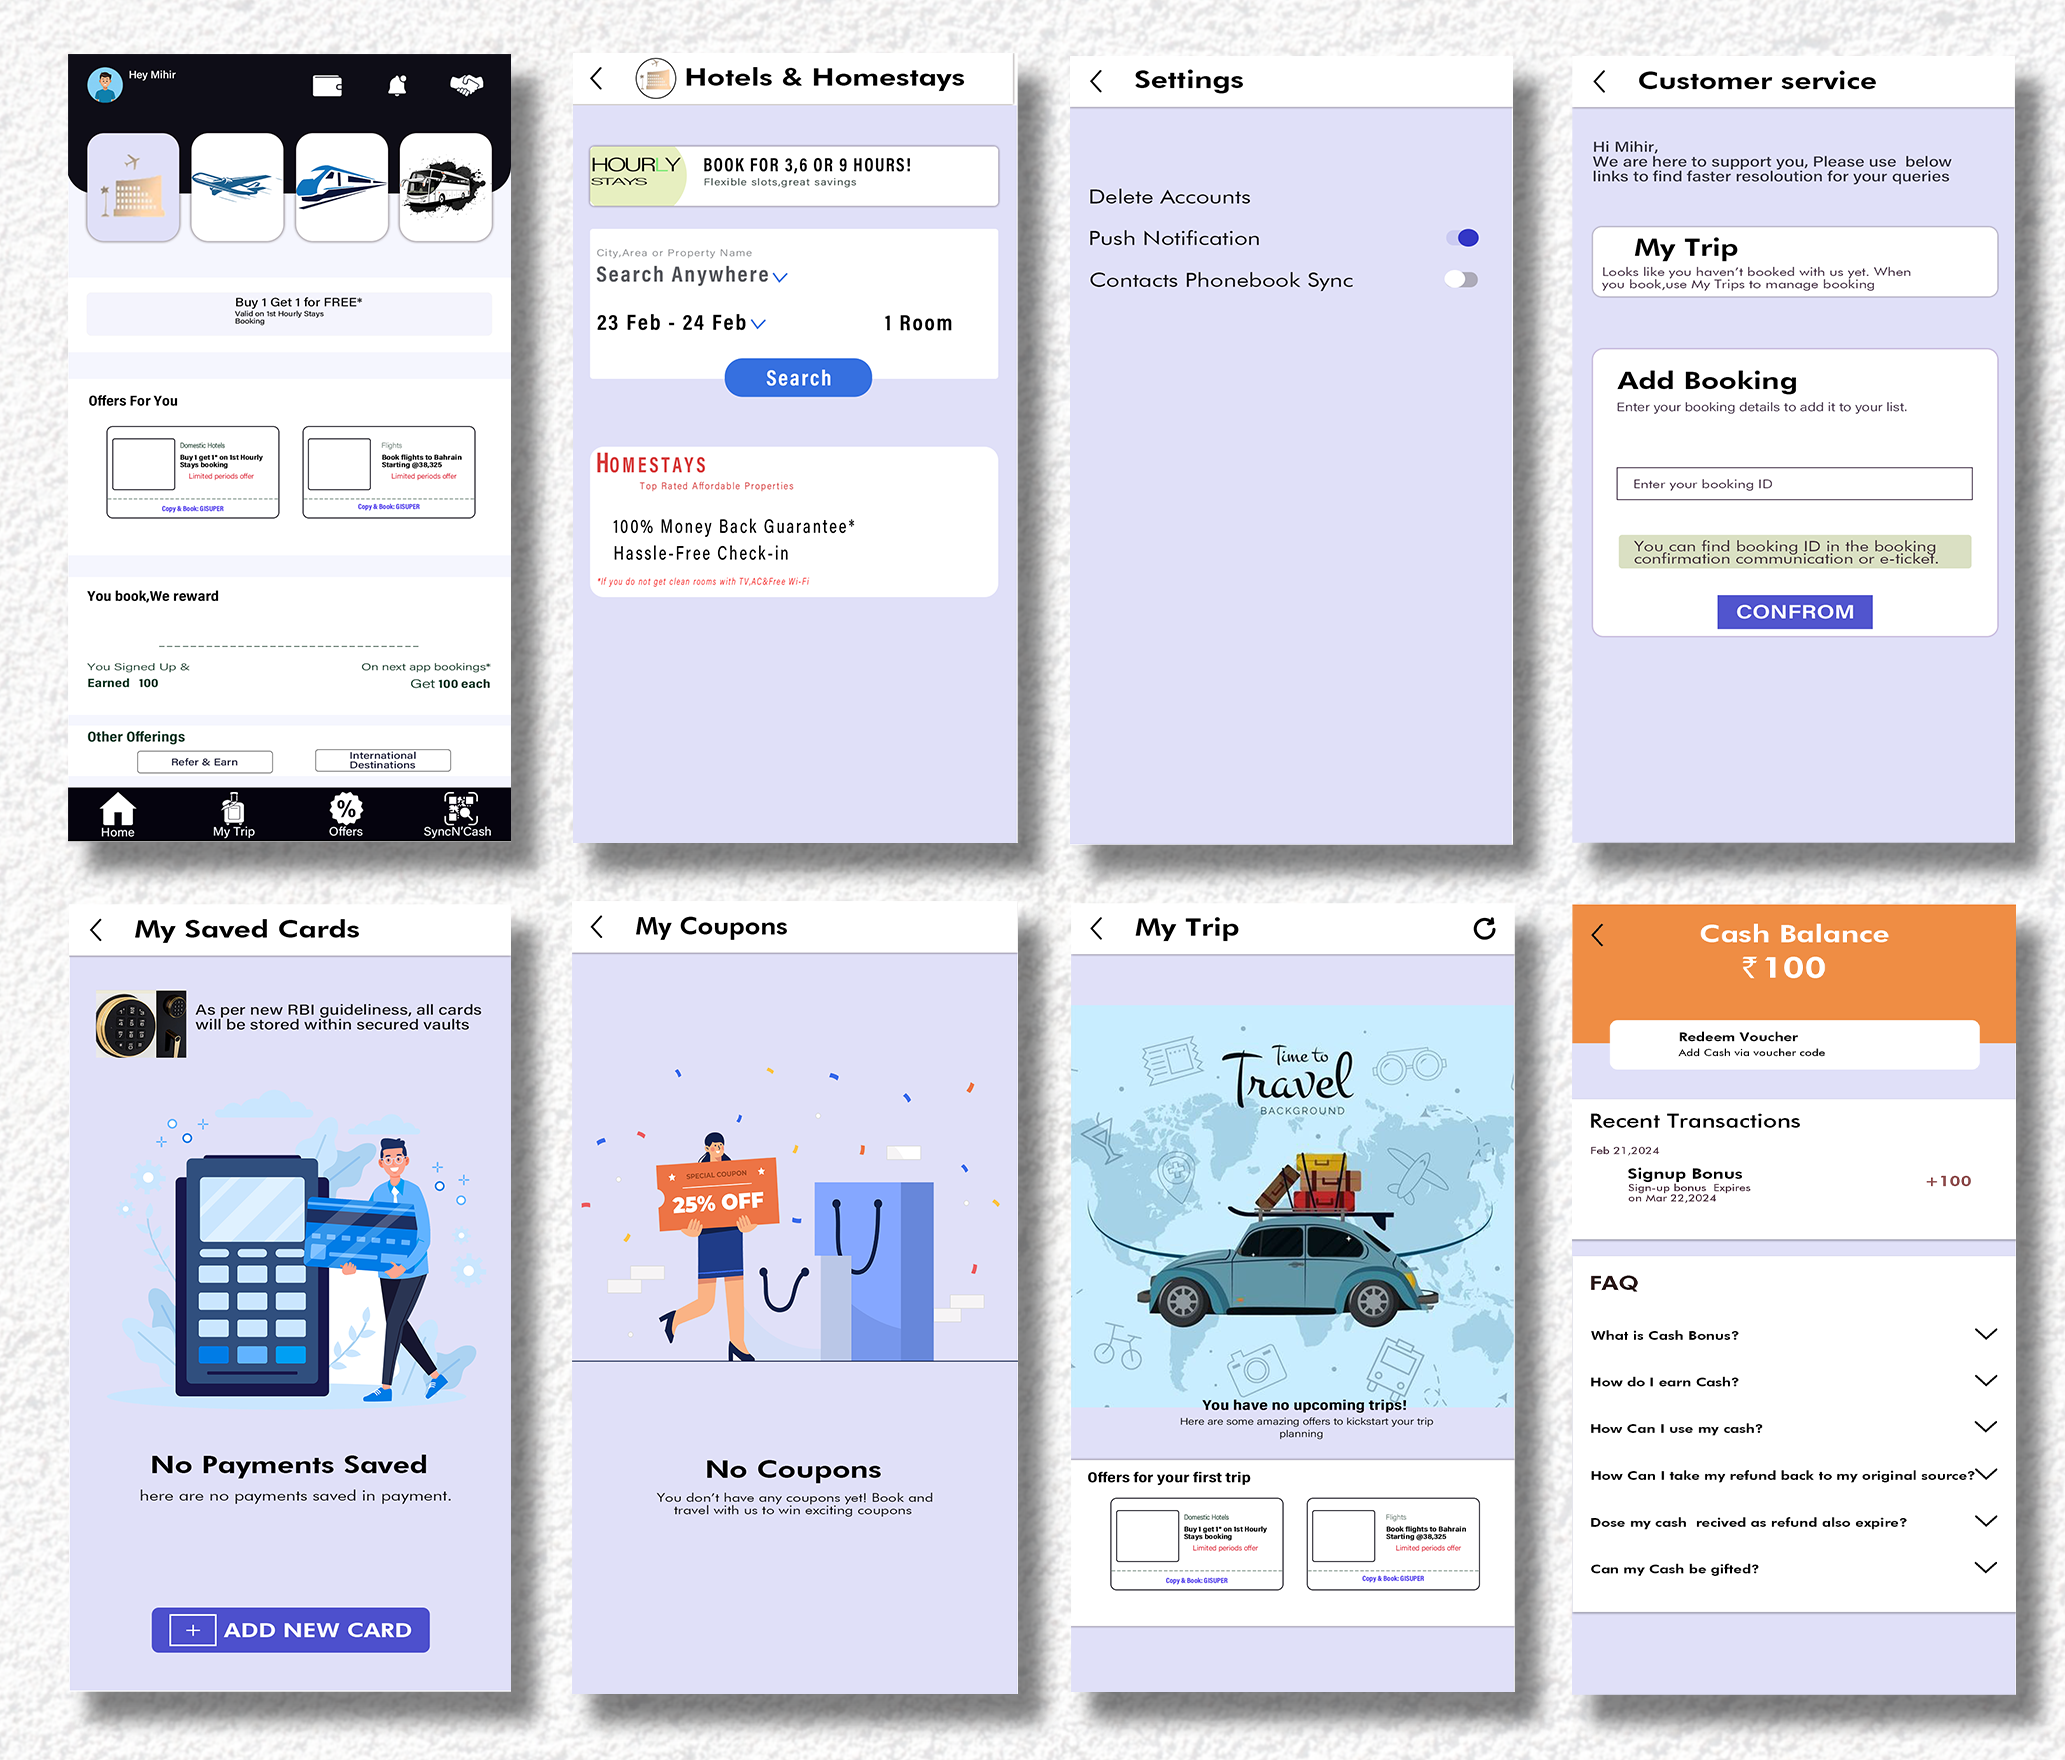 Hey Mihir
Buy 1 Get 1 for FREE*
Valid on 1st Hourly Stays
Booking
Offers For You
Domestic Hotels
Buy 1 get 1* on 1st Hourly
Stays booking
Limited periods offer
Copy & Book: GISUPER
Flights
Book flights to Bahrain
Starting @38,325
Limited periods offer
Copy & Book: GISUPER
You book,We reward
You Signed Up &
Earned 100
On next app bookings*
Get 100 each
Other Offerings
Refer & Earn
International
Destinations
Home
My Trip
%
Offers
SyncN'Cash
Hotels & Homestays
HOURLY
STAYS
BOOK FOR 3,6 OR 9 HOURS!
Flexible slots,great savings
City,Area or Property Name
Search Anywhere
23 Feb - 24 Feb
1 Room
Search
HOMESTAYS
Top Rated Affordable Properties
100% Money Back Guarantee*
Hassle-Free Check-in
*If you do not get clean rooms with TV,AC&Free Wi-Fi
Settings
Delete Accounts
Push Notification
Contacts Phonebook Sync
Customer service
Hi Mihir,
We are here to support you, Please use below
links to find faster resoloution for your queries
My Trip
Looks like you haven't booked with us yet. When
you book,use My Trips to manage booking
Add Booking
Enter your booking details to add it to your list.
Enter your booking ID
You can find booking ID in the booking
confirmation communication or e-ticket.
CONFROM
My Saved Cards
As per new RBI guideliness, all cards
will be stored within secured vaults
No Payments Saved
here are no payments saved in payment.
+ ADD NEW CARD
My Coupons
SPECIAL COUPON
25% OFF
No Coupons
You don't have any coupons yet! Book and
travel with us to win exciting coupons
My Trip
Time to
Travel
BACKGROUND
You have no upcoming trips!
Here are some amazing offers to kickstart your trip
planning
Offers for your first trip
Domestic Hotels
Buy 1 get 1* on 1st Hourly
Stays booking
Limited periods offer
Copy & Book: GISUPER
Flights
Book flights to Bahrain
Starting @38,325
Limited periods offer
Copy & Book: GISUPER
Cash Balance
₹100
Redeem Voucher
Add Cash via voucher code
Recent Transactions
Feb 21,2024
Signup Bonus
Sign-up bonus Expires
on Mar 22,2024
+100
FAQ
What is Cash Bonus?
How do I earn Cash?
How Can I use my cash?
How Can I take my refund back to my original source?
Dose my cash recived as refund also expire?
Can my Cash be gifted?